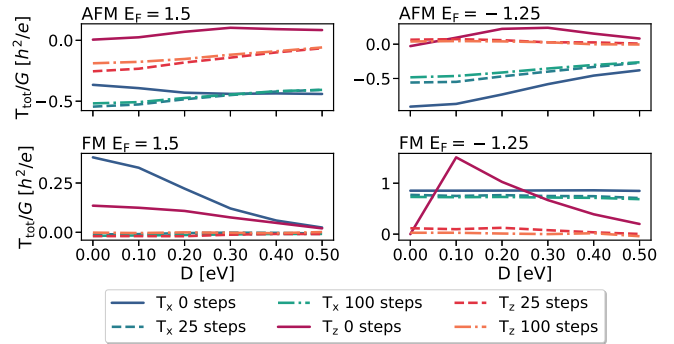 AFM E_F = 1.5
AFM E_F = −1.25
T_tot/G [h²/e]
0.0
−0.5
0.0
−0.5
FM E_F = 1.5
FM E_F = −1.25
T_tot/G [h²/e]
0.25
0.00
1
0
0.00 0.10 0.20 0.30 0.40 0.50
0.00 0.10 0.20 0.30 0.40 0.50
D [eV]
D [eV]
T_x 0 steps
T_x 100 steps
T_z 25 steps
T_x 25 steps
T_z 0 steps
T_z 100 steps